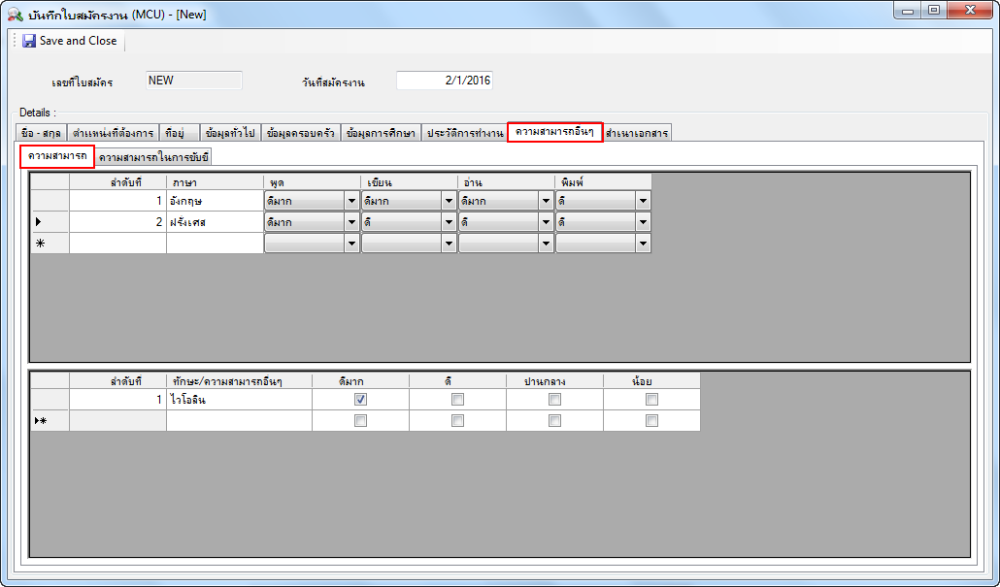 บันทึกใบสมัครงาน (MCU) - [New]
Save and Close
เลขที่ใบสมัคร NEW วันที่สมัครงาน 2/1/2016
Details :
ชื่อ - สกุล ตำแหน่งที่ต้องการ ที่อยู่ ข้อมูลทั่วไป ข้อมูลครอบครัว ข้อมูลการศึกษา ประวัติการทำงาน ความสามารถอื่นๆ สำเนาเอกสาร
ความสามารถ ความสามารถในการขับขี่
ลำดับที่ ภาษา พูด เขียน อ่าน พิมพ์
1 อังกฤษ ดีมาก ดีมาก ดีมาก ดี
2 ฝรั่งเศส ดีมาก ดี ดี ดี
ลำดับที่ ทักษะ/ความสามารถอื่นๆ ดีมาก ดี ปานกลาง น้อย
1 ไวโอลิน